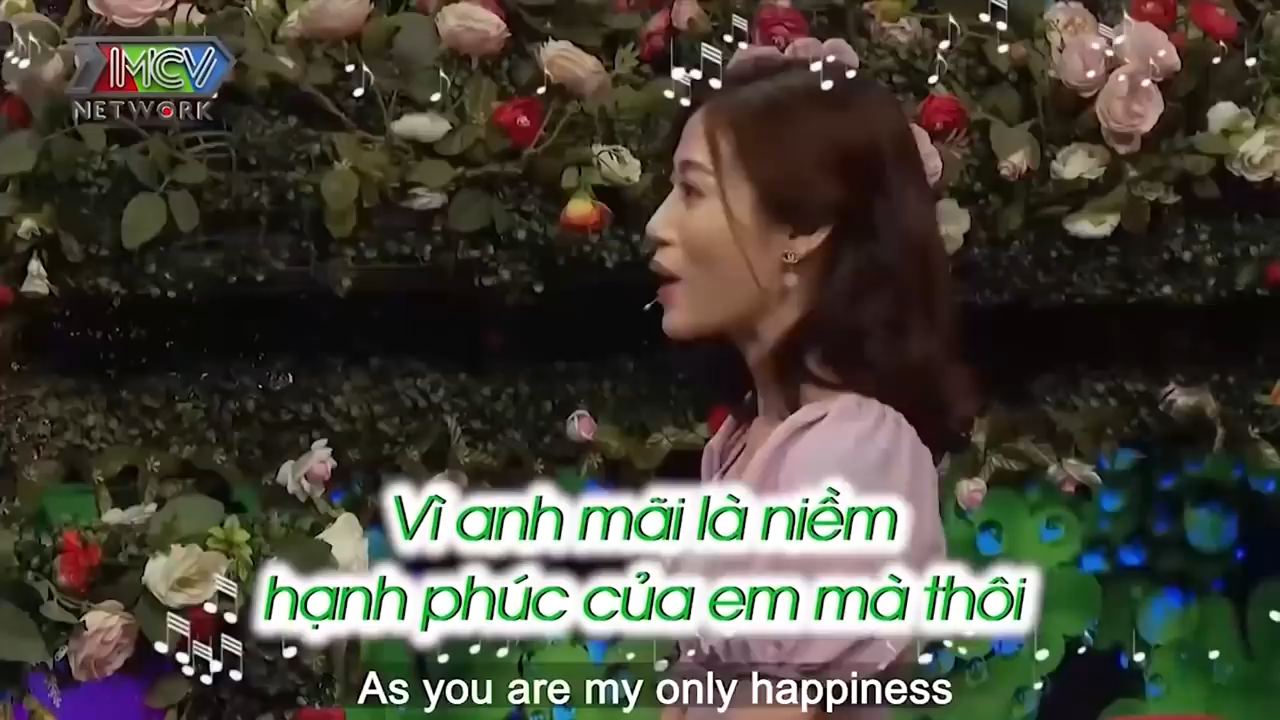 MCV
NETWORK
Vì anh mãi là niềm
hạnh phúc của em mà thôi
As you are my only happiness